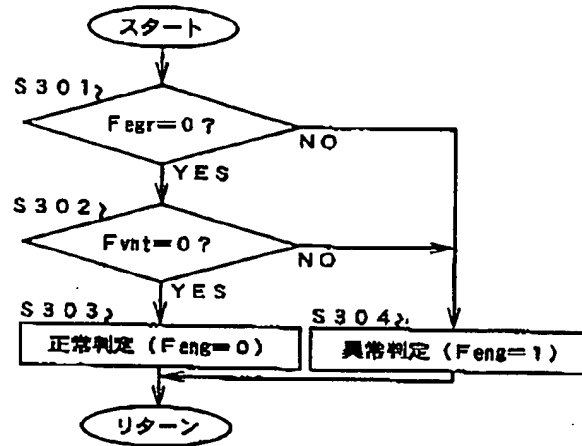 スタート
S301
Fegr=0?
NO
YES
S302
Fvnt=0?
NO
YES
S303
正常判定(Feng=0)
S304
異常判定(Feng=1)
リターン